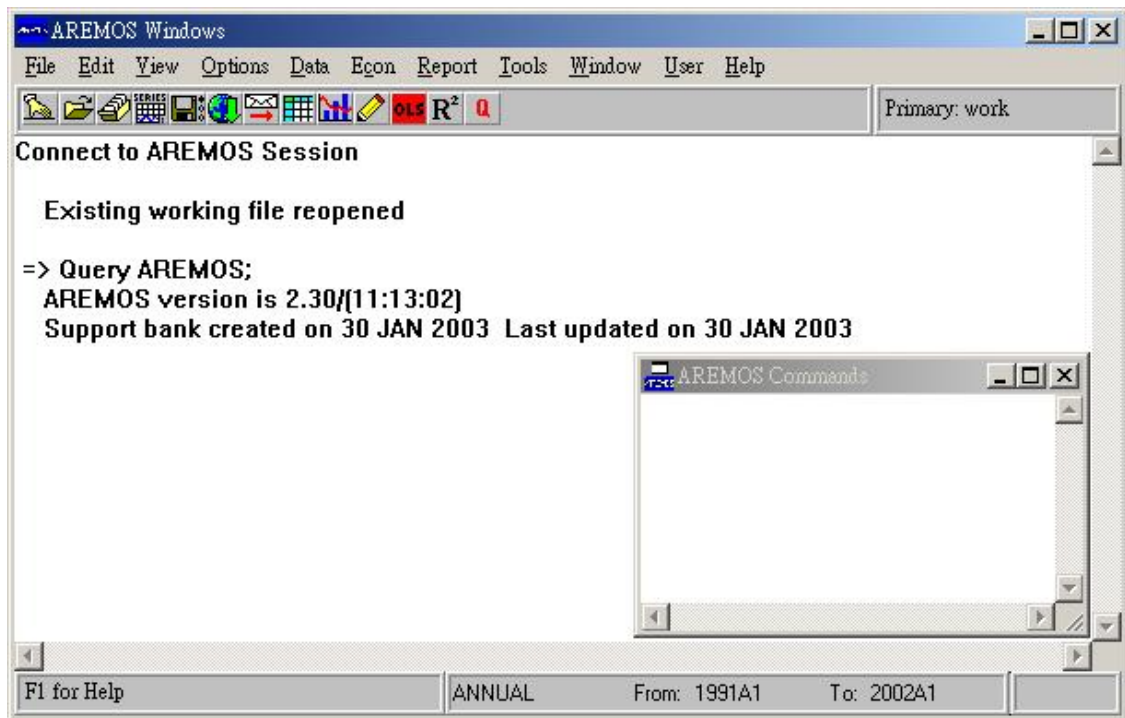 AREMOS Windows
File Edit View Options Data Econ Report Tools Window User Help
SERIES OLS R² Q Primary: work
Connect to AREMOS Session
Existing working file reopened
=> Query AREMOS;
AREMOS version is 2.30/(11:13:02)
Support bank created on 30 JAN 2003 Last updated on 30 JAN 2003
AREMOS Commands
F1 for Help ANNUAL From: 1991A1 To: 2002A1